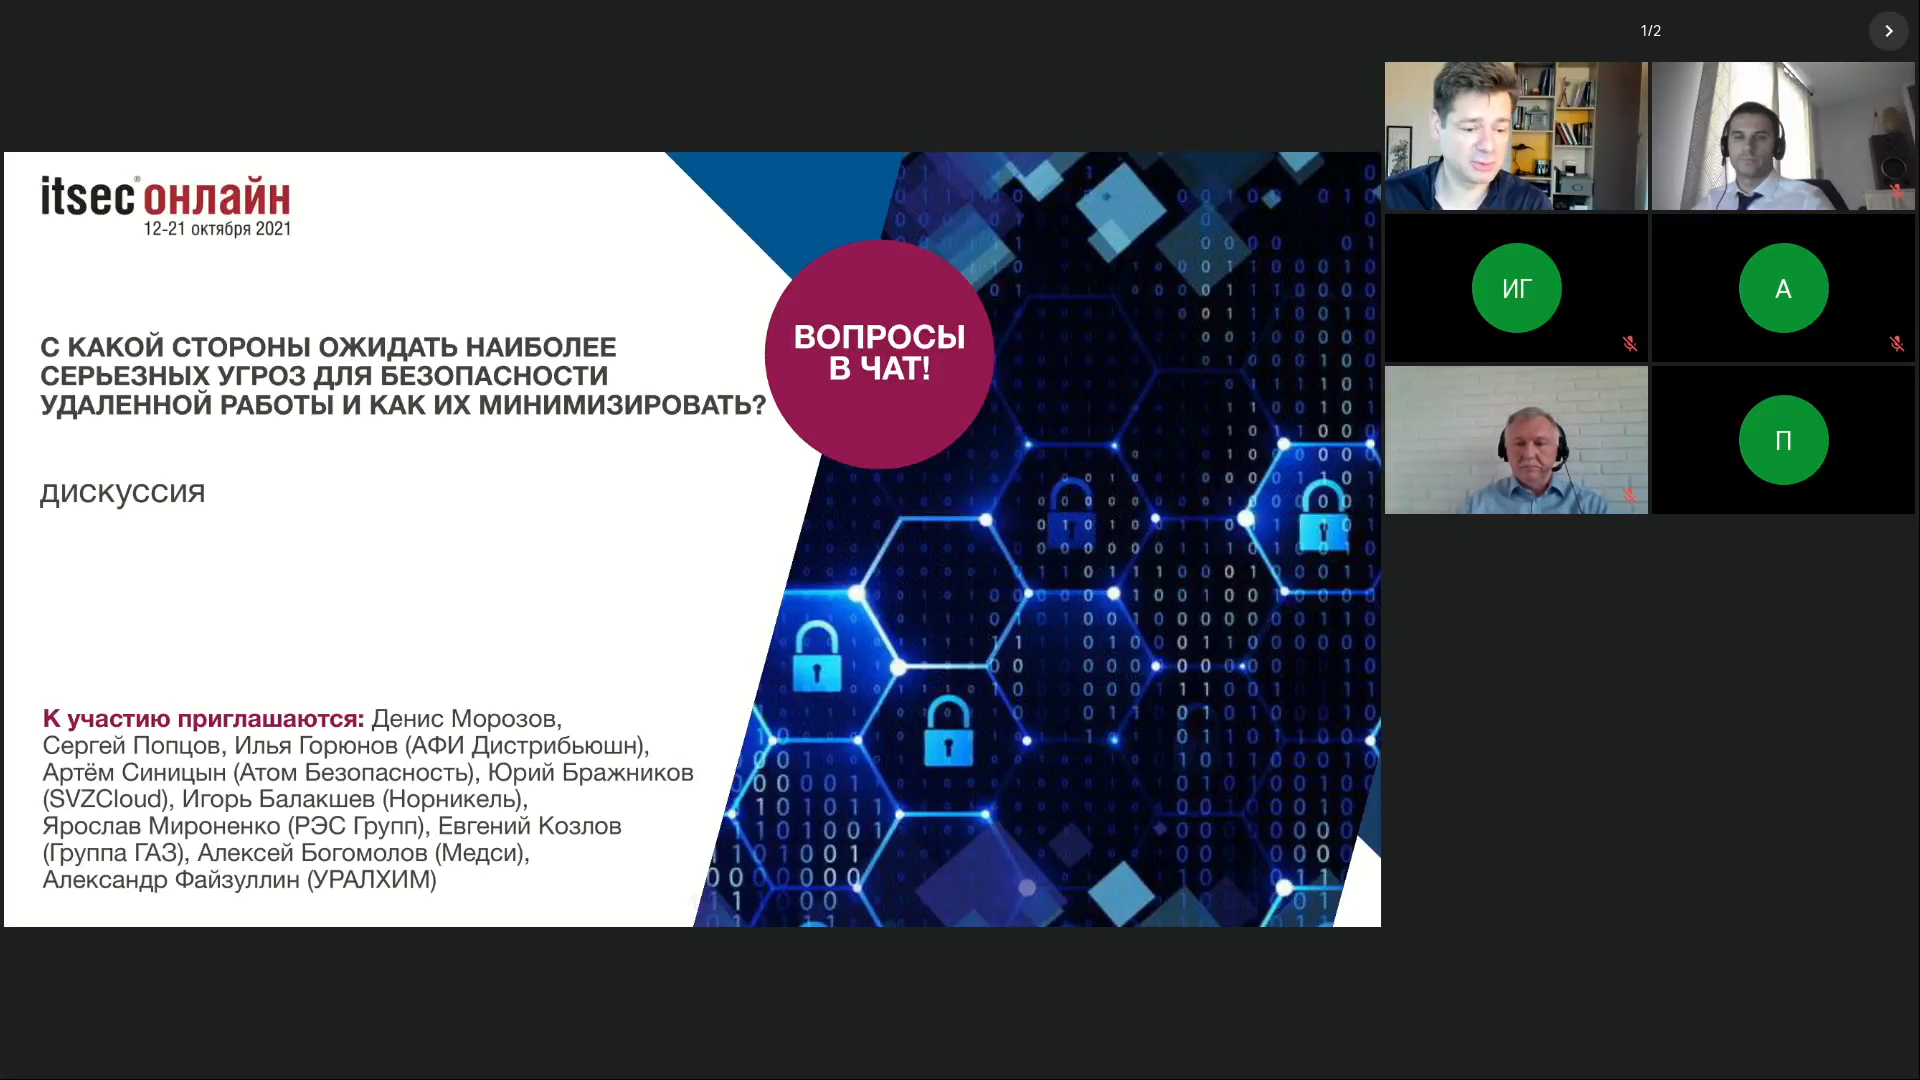 1/2
itsec® онлайн
12-21 октября 2021
ВОПРОСЫ
В ЧАТ!
С КАКОЙ СТОРОНЫ ОЖИДАТЬ НАИБОЛЕЕ
СЕРЬЕЗНЫХ УГРОЗ ДЛЯ БЕЗОПАСНОСТИ
УДАЛЕННОЙ РАБОТЫ И КАК ИХ МИНИМИЗИРОВАТЬ?
дискуссия
К участию приглашаются: Денис Морозов,
Сергей Попцов, Илья Горюнов (АФИ Дистрибьюшн),
Артём Синицын (Атом Безопасность), Юрий Бражников
(SVZCloud), Игорь Балакшев (Норникель),
Ярослав Мироненко (РЭС Групп), Евгений Козлов
(Группа ГАЗ), Алексей Богомолов (Медси),
Александр Файзуллин (УРАЛХИМ)
ИГ
А
П